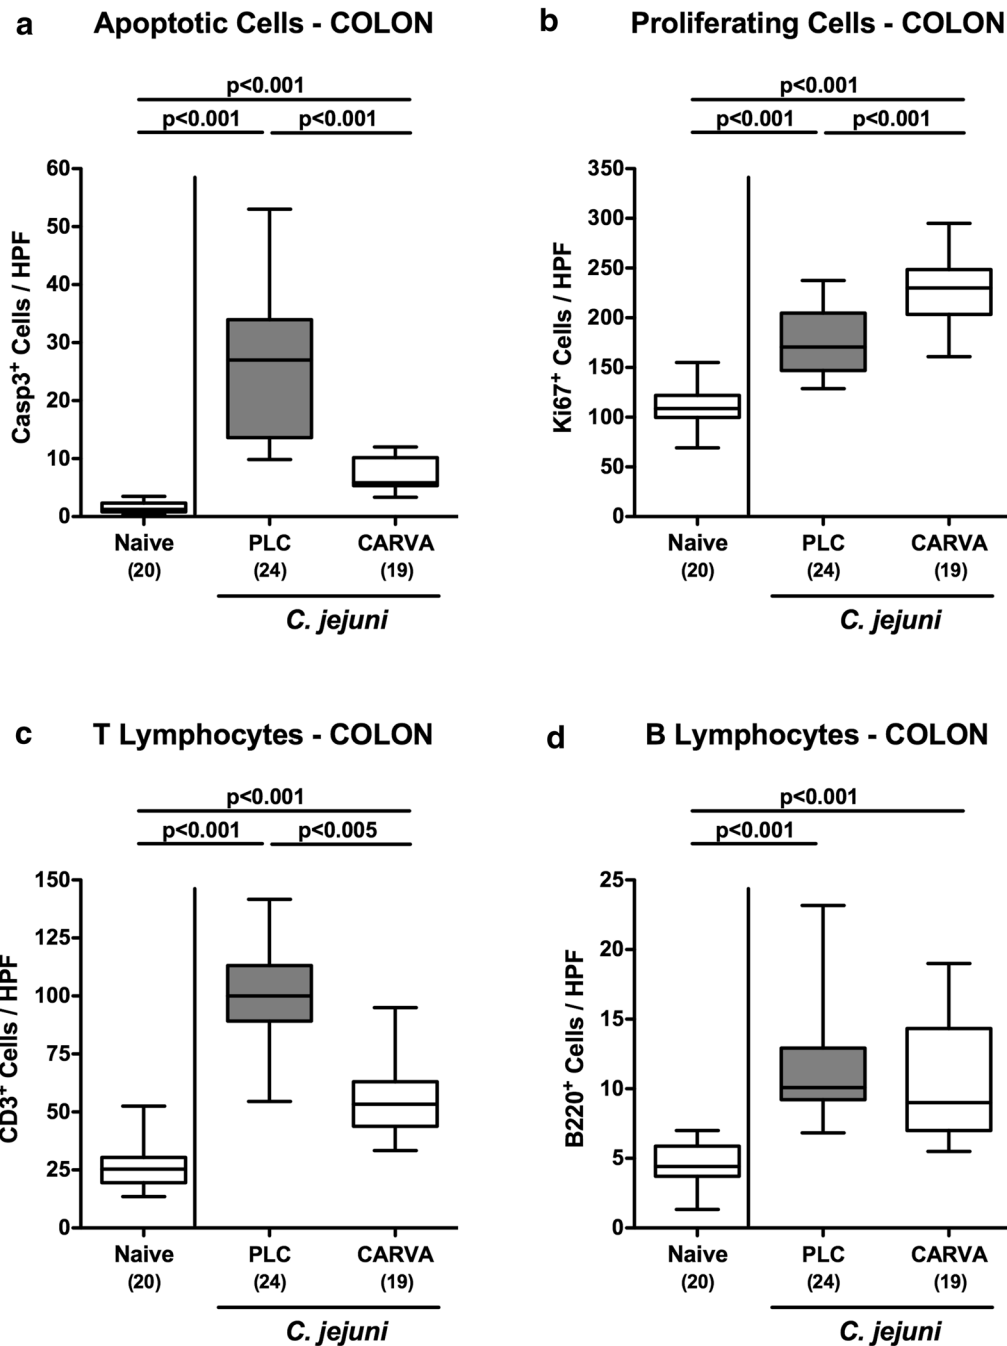 a Apoptotic Cells - COLON
p<0.001
p<0.001 p<0.001
Casp3+ Cells / HPF
60
50
40
30
20
10
0
Naive PLC CARVA
(20) (24) (19)
C. jejuni
b Proliferating Cells - COLON
p<0.001
p<0.001 p<0.001
Ki67+ Cells / HPF
350
300
250
200
150
100
50
0
Naive PLC CARVA
(20) (24) (19)
C. jejuni
c T Lymphocytes - COLON
p<0.001
p<0.001 p<0.005
CD3+ Cells / HPF
150
125
100
75
50
25
0
Naive PLC CARVA
(20) (24) (19)
C. jejuni
d B Lymphocytes - COLON
p<0.001
p<0.001
B220+ Cells / HPF
25
20
15
10
5
0
Naive PLC CARVA
(20) (24) (19)
C. jejuni